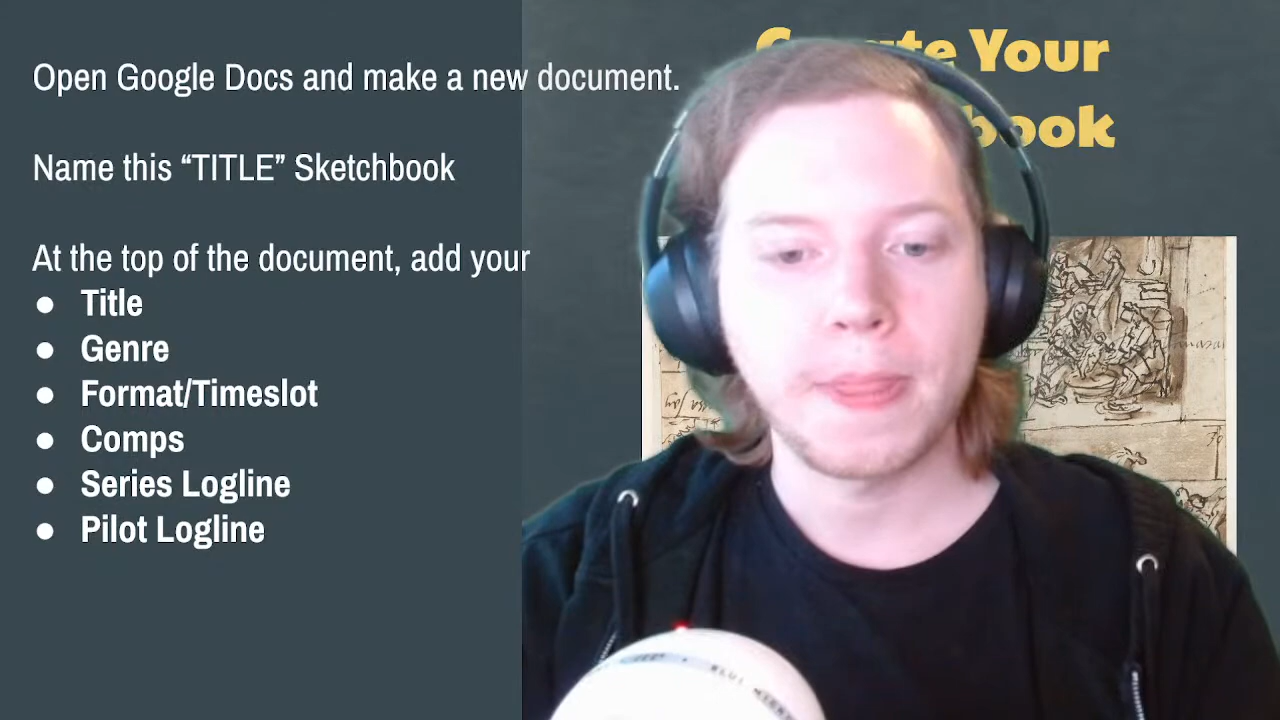 Open Google Docs and make a new document.
Name this “TITLE” Sketchbook
At the top of the document, add your
● Title
● Genre
● Format/Timeslot
● Comps
● Series Logline
● Pilot Logline
Your